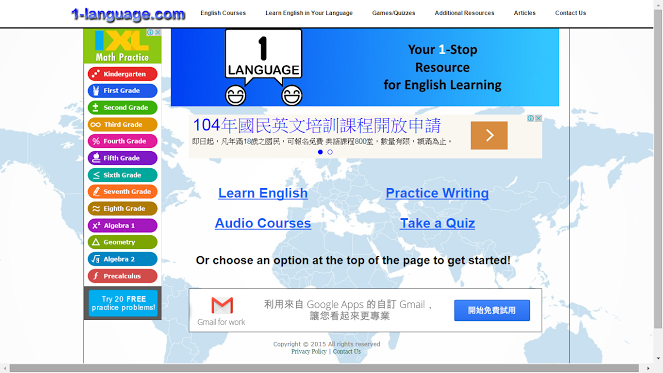 1-language.com
English Courses
Learn English in Your Language
Games/Quizzes
Additional Resources
Articles
Contact Us
IXL
Math Practice
Kindergarten
First Grade
Second Grade
Third Grade
Fourth Grade
Fifth Grade
Sixth Grade
Seventh Grade
Eighth Grade
Algebra 1
Geometry
Algebra 2
Precalculus
Try 20 FREE
practice problems!
1
LANGUAGE
Your 1-Stop
Resource
for English Learning
104年國民英文培訓課程開放申請
即日起，凡年滿18歲之國民，可報名免費 美語課程800堂，數量有限，額滿為止。
Learn English
Practice Writing
Audio Courses
Take a Quiz
Or choose an option at the top of the page to get started!
Gmail for work
利用來自 Google Apps 的自訂 Gmail，
讓您看起來更專業
開始免費試用
Copyright © 2015 All rights reserved
Privacy Policy | Contact Us